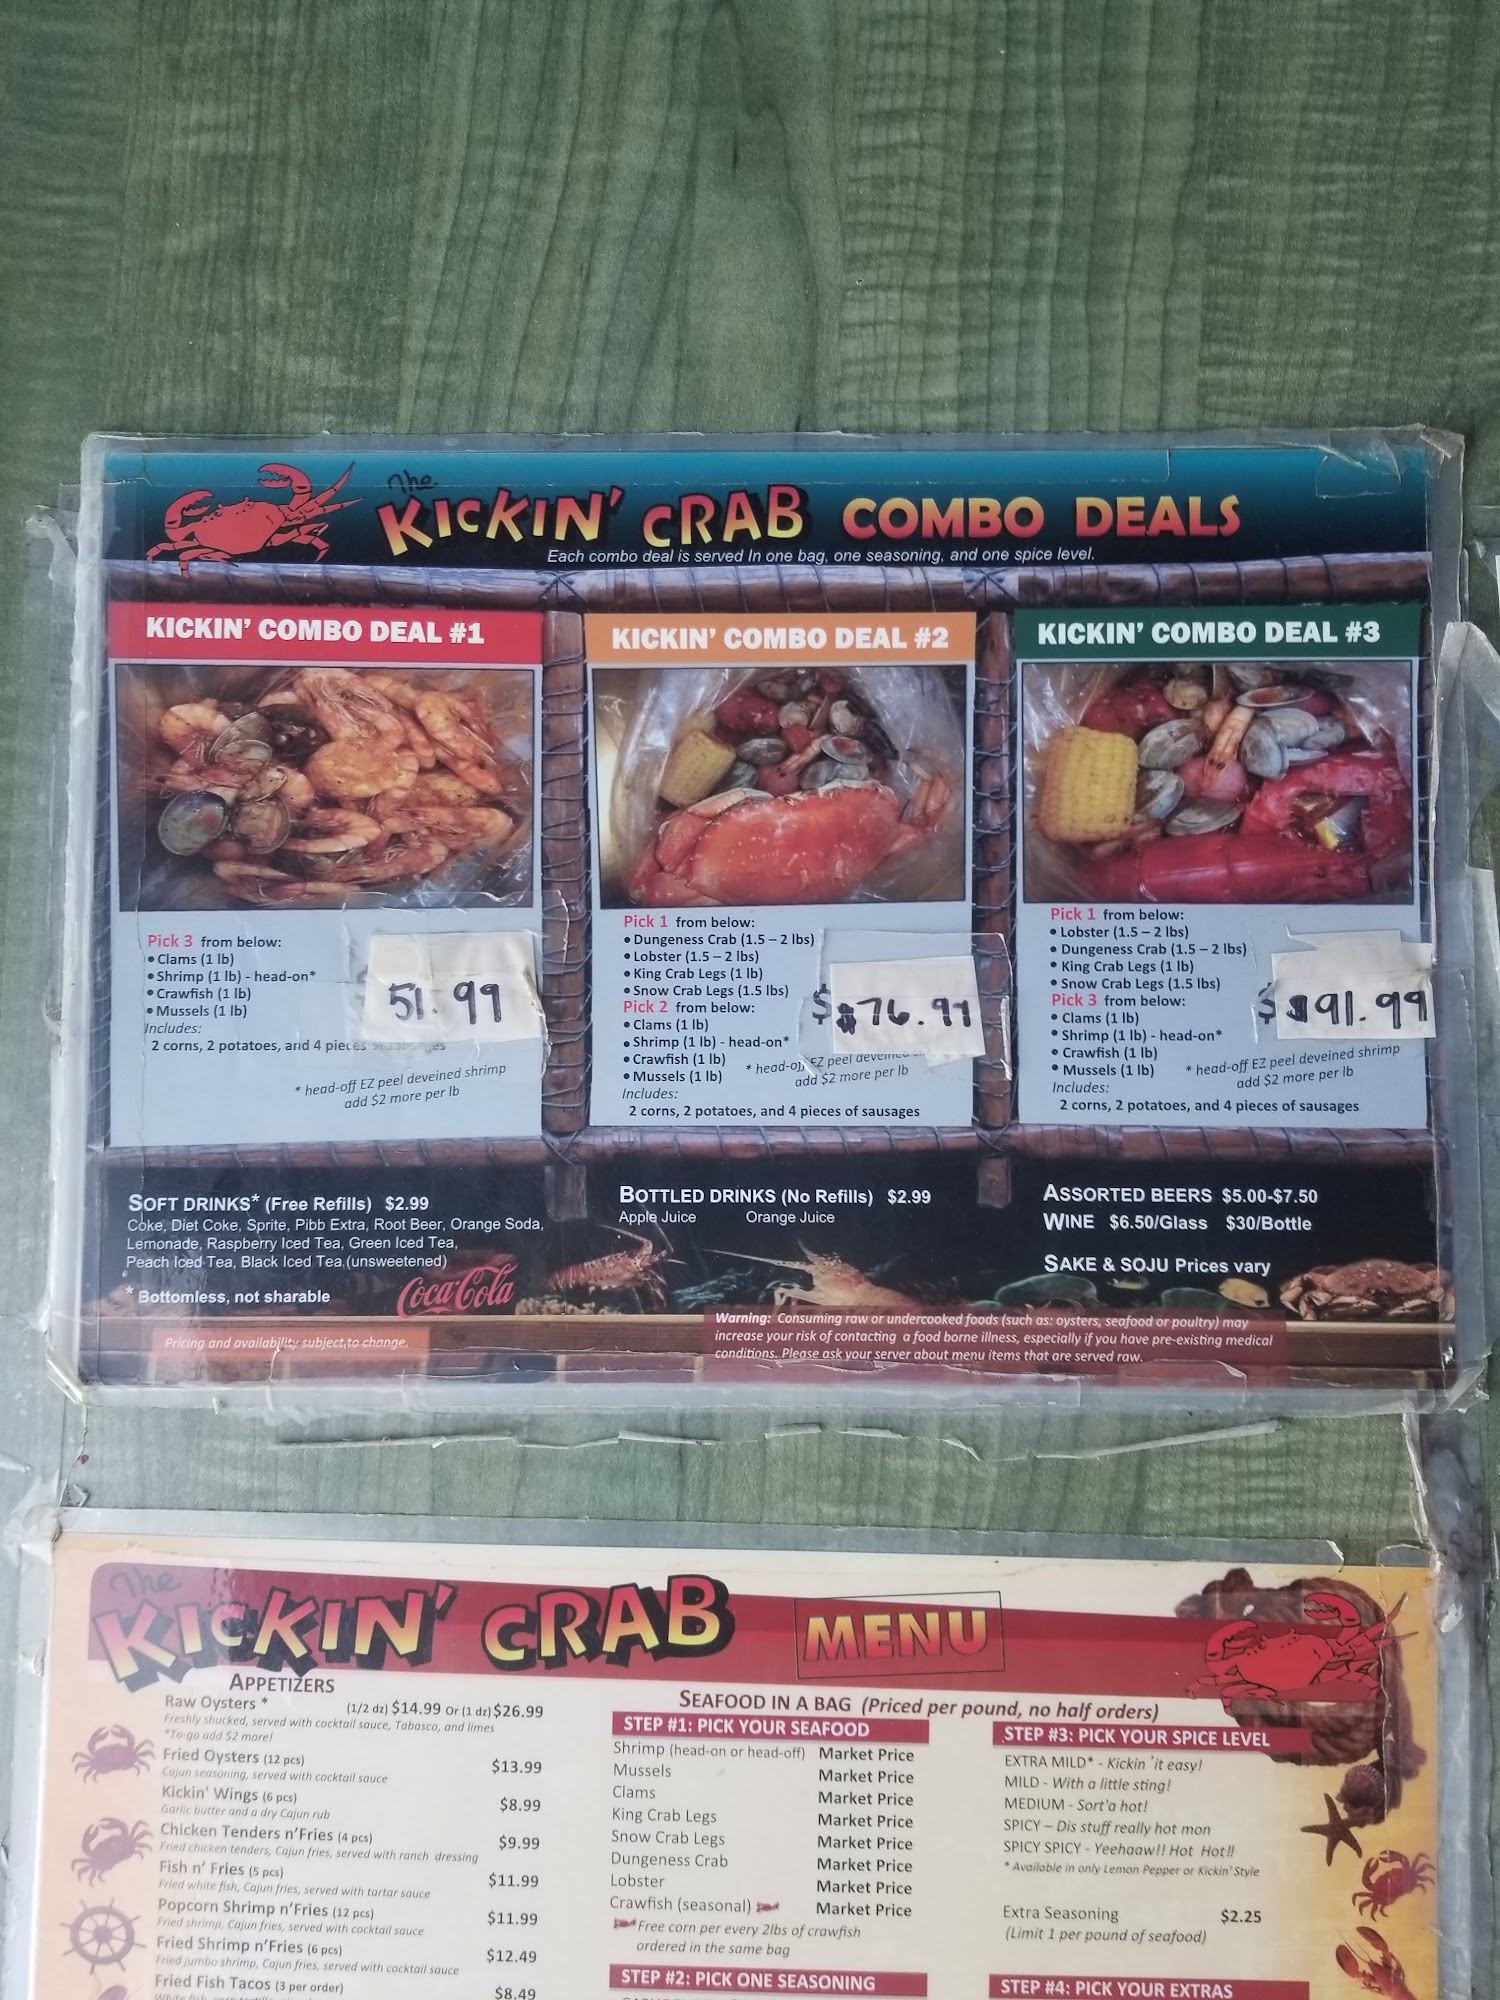 The
KICKIN' CRAB COMBO DEALS
Each combo deal is served In one bag, one seasoning, and one spice level.
KICKIN' COMBO DEAL #1
Pick 3 from below:
• Clams (1 lb)
• Shrimp (1 lb) - head-on*
• Crawfish (1 lb)
• Mussels (1 lb)
Includes:
2 corns, 2 potatoes, and 4 pieces of sausages
51.99
* head-off EZ peel deveined shrimp
add $2 more per lb
KICKIN' COMBO DEAL #2
Pick 1 from below:
• Dungeness Crab (1.5 – 2 lbs)
• Lobster (1.5 – 2 lbs)
• King Crab Legs (1 lb)
• Snow Crab Legs (1.5 lbs)
Pick 2 from below:
• Clams (1 lb)
• Shrimp (1 lb) - head-on*
• Crawfish (1 lb)
• Mussels (1 lb)
Includes:
2 corns, 2 potatoes, and 4 pieces of sausages
$ $76.99
* head-off EZ peel deveined
add $2 more per lb
KICKIN' COMBO DEAL #3
Pick 1 from below:
• Lobster (1.5 – 2 lbs)
• Dungeness Crab (1.5 – 2 lbs)
• King Crab Legs (1 lb)
• Snow Crab Legs (1.5 lbs)
Pick 3 from below:
• Clams (1 lb)
• Shrimp (1 lb) - head-on*
• Crawfish (1 lb)
• Mussels (1 lb)
Includes:
2 corns, 2 potatoes, and 4 pieces of sausages
$ $91.99
* head-off EZ peel deveined shrimp
add $2 more per lb
SOFT DRINKS* (Free Refills) $2.99
Coke, Diet Coke, Sprite, Pibb Extra, Root Beer, Orange Soda,
Lemonade, Raspberry Iced Tea, Green Iced Tea,
Peach Iced Tea, Black Iced Tea (unsweetened)
* Bottomless, not sharable
Coca-Cola
BOTTLED DRINKS (No Refills) $2.99
Apple Juice Orange Juice
ASSORTED BEERS $5.00-$7.50
WINE $6.50/Glass $30/Bottle
SAKE & SOJU Prices vary
Pricing and availability subject to change.
Warning: Consuming raw or undercooked foods (such as: oysters, seafood or poultry) may
increase your risk of contacting a food borne illness, especially if you have pre-existing medical
conditions. Please ask your server about menu items that are served raw.
The
KICKIN' CRAB MENU
APPETIZERS
Raw Oysters * (1/2 dz) $14.99 Or (1 dz) $26.99
Freshly shucked, served with cocktail sauce, Tabasco, and limes
*To-go add $2 more!
Fried Oysters (12 pcs) $13.99
Cajun seasoning, served with cocktail sauce
Kickin' Wings (6 pcs) $8.99
Garlic butter and a dry Cajun rub
Chicken Tenders n'Fries (4 pcs) $9.99
Fried chicken tenders, Cajun fries, served with ranch dressing
Fish n' Fries (5 pcs) $11.99
Fried white fish, Cajun fries, served with tartar sauce
Popcorn Shrimp n'Fries (12 pcs) $11.99
Fried shrimp, Cajun fries, served with cocktail sauce
Fried Shrimp n'Fries (6 pcs) $12.49
Fried jumbo shrimp, Cajun fries, served with cocktail sauce
Fried Fish Tacos (3 per order) $8.49
SEAFOOD IN A BAG (Priced per pound, no half orders)
STEP #1: PICK YOUR SEAFOOD
Shrimp (head-on or head-off) Market Price
Mussels Market Price
Clams Market Price
King Crab Legs Market Price
Snow Crab Legs Market Price
Dungeness Crab Market Price
Lobster Market Price
Crawfish (seasonal) Market Price
Free corn per every 2lbs of crawfish
ordered in the same bag
STEP #2: PICK ONE SEASONING
STEP #3: PICK YOUR SPICE LEVEL
EXTRA MILD* - Kickin 'it easy!
MILD - With a little sting!
MEDIUM - Sort'a hot!
SPICY – Dis stuff really hot mon
SPICY SPICY - Yeehaww!! Hot Hot!!
* Available in only Lemon Pepper or Kickin' Style
Extra Seasoning $2.25
(Limit 1 per pound of seafood)
STEP #4: PICK YOUR EXTRAS